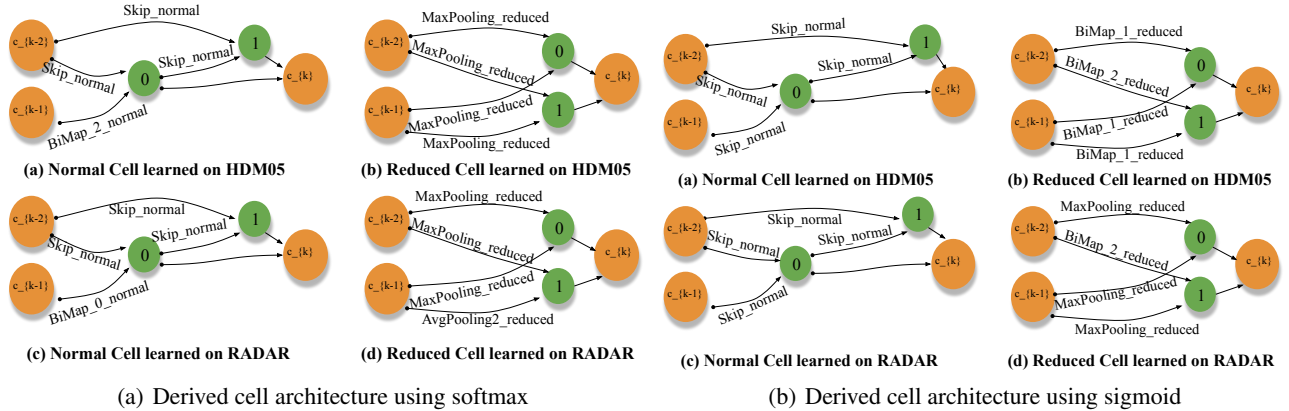 Skip_normal
c_{k-2}
1
Skip_normal
Skip_normal
0
c_{k}
c_{k-1}
BiMap_2_normal
(a) Normal Cell learned on HDM05
MaxPooling_reduced
c_{k-2}
0
MaxPooling_reduced
c_{k}
c_{k-1}
MaxPooling_reduced
1
MaxPooling_reduced
(b) Reduced Cell learned on HDM05
c_{k-2}
Skip_normal
1
Skip_normal
Skip_normal
0
c_{k}
c_{k-1}
BiMap_0_normal
(c) Normal Cell learned on RADAR
MaxPooling_reduced
c_{k-2}
0
MaxPooling_reduced
c_{k}
c_{k-1}
MaxPooling_reduced
1
AvgPooling2_reduced
(d) Reduced Cell learned on RADAR
(a) Derived cell architecture using softmax
Skip_normal
1
c_{k-2}
Skip_normal
Skip_normal
0
c_{k}
c_{k-1}
Skip_normal
(a) Normal Cell learned on HDM05
BiMap_1_reduced
c_{k-2}
0
BiMap_2_reduced
c_{k}
c_{k-1}
BiMap_1_reduced
1
BiMap_1_reduced
(b) Reduced Cell learned on HDM05
1
c_{k-2}
Skip_normal
Skip_normal
Skip_normal
0
c_{k}
c_{k-1}
Skip_normal
(c) Normal Cell learned on RADAR
MaxPooling_reduced
c_{k-2}
0
BiMap_2_reduced
c_{k}
c_{k-1}
MaxPooling_reduced
1
MaxPooling_reduced
(d) Reduced Cell learned on RADAR
(b) Derived cell architecture using sigmoid